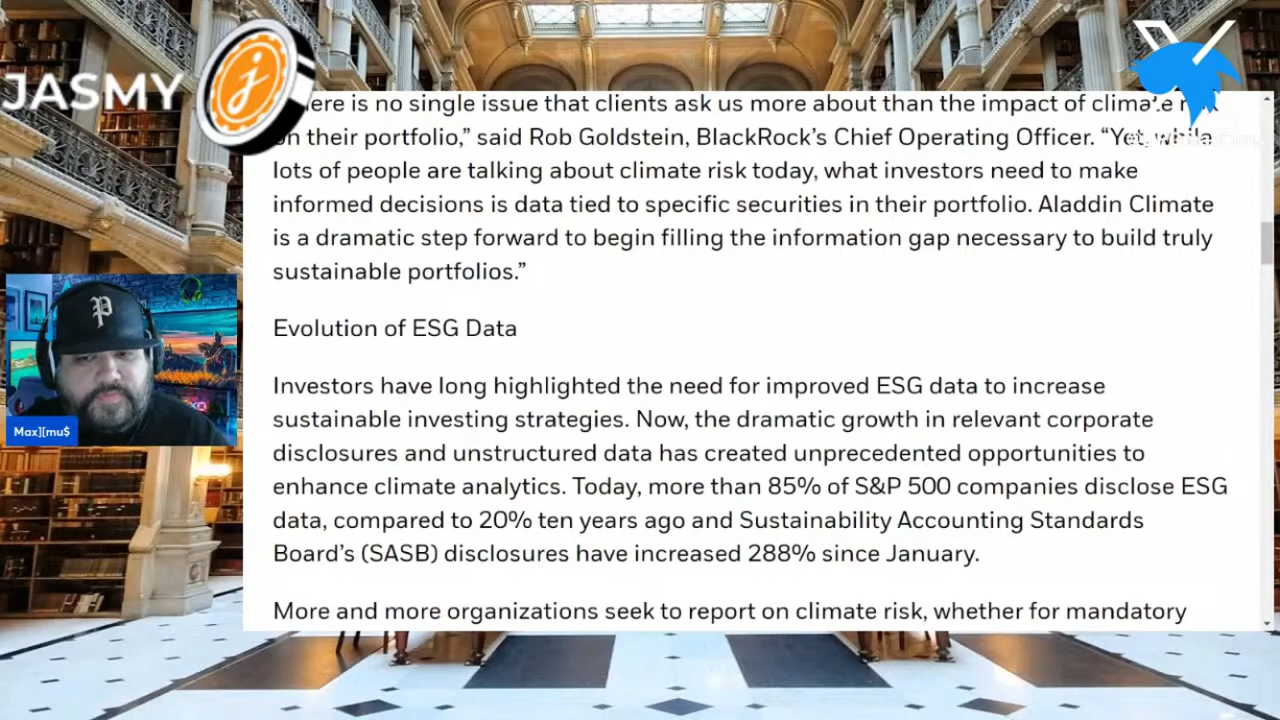 JASMY
here is no single issue that clients ask us more about than the impact of climate risk
on their portfolio,” said Rob Goldstein, BlackRock’s Chief Operating Officer. “Yet, while
lots of people are talking about climate risk today, what investors need to make
informed decisions is data tied to specific securities in their portfolio. Aladdin Climate
is a dramatic step forward to begin filling the information gap necessary to build truly
sustainable portfolios.”
Evolution of ESG Data
Investors have long highlighted the need for improved ESG data to increase
sustainable investing strategies. Now, the dramatic growth in relevant corporate
disclosures and unstructured data has created unprecedented opportunities to
enhance climate analytics. Today, more than 85% of S&P 500 companies disclose ESG
data, compared to 20% ten years ago and Sustainability Accounting Standards
Board’s (SASB) disclosures have increased 288% since January.
More and more organizations seek to report on climate risk, whether for mandatory
Max][mu$